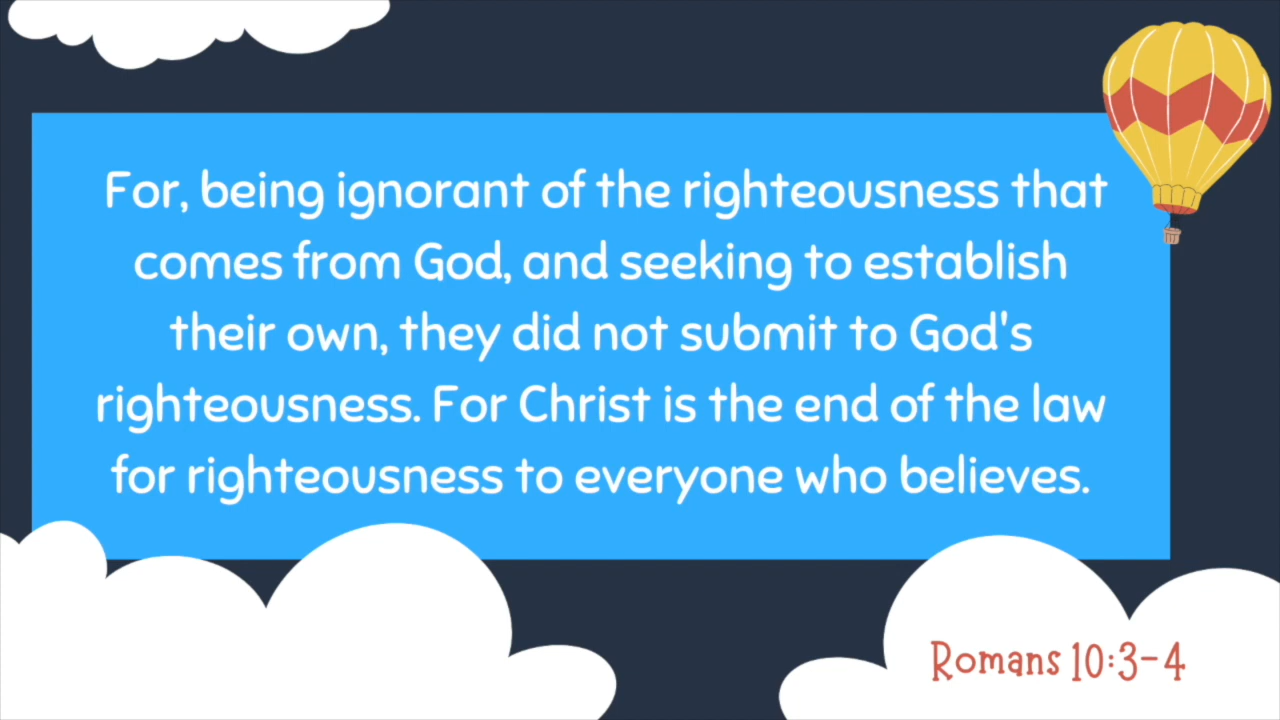 For, being ignorant of the righteousness that
comes from God, and seeking to establish
their own, they did not submit to God's
righteousness. For Christ is the end of the law
for righteousness to everyone who believes.
Romans 10:3-4